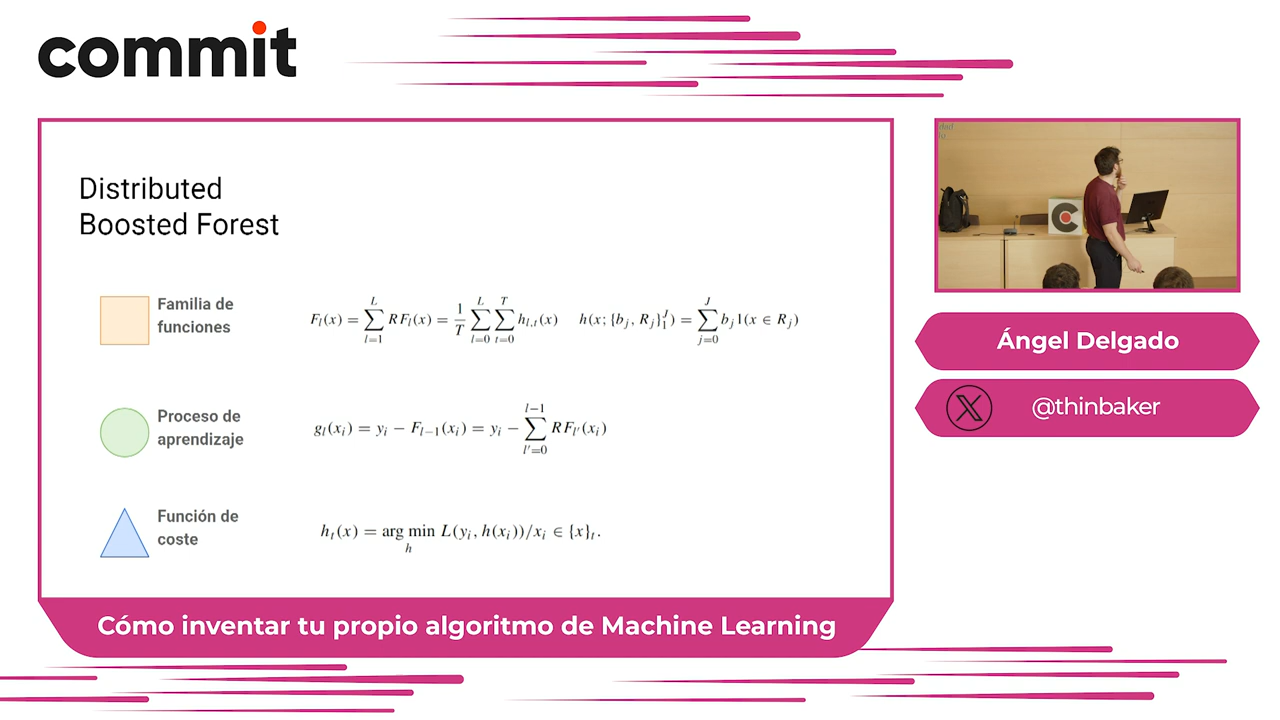 commit
Distributed
Boosted Forest
Familia de
funciones
F_l(x) = \sum_{l=1}^{L} RF_l(x) = \frac{1}{T} \sum_{l=0}^{L} \sum_{t=0}^{T} h_{l,t}(x) h(x; \{b_j, R_j\}_1^J) = \sum_{j=0}^{J} b_j 1(x ∈ R_j)
Proceso de
aprendizaje
g_l(x_i) = y_i − F_{l−1}(x_i) = y_i − \sum_{l'=0}^{l−1} RF_{l'}(x_i)
Función de
coste
h_t(x) = \arg\min_h L(y_i, h(x_i))/x_i ∈ \{x\}_t.
Cómo inventar tu propio algoritmo de Machine Learning
Ángel Delgado
X @thinbaker